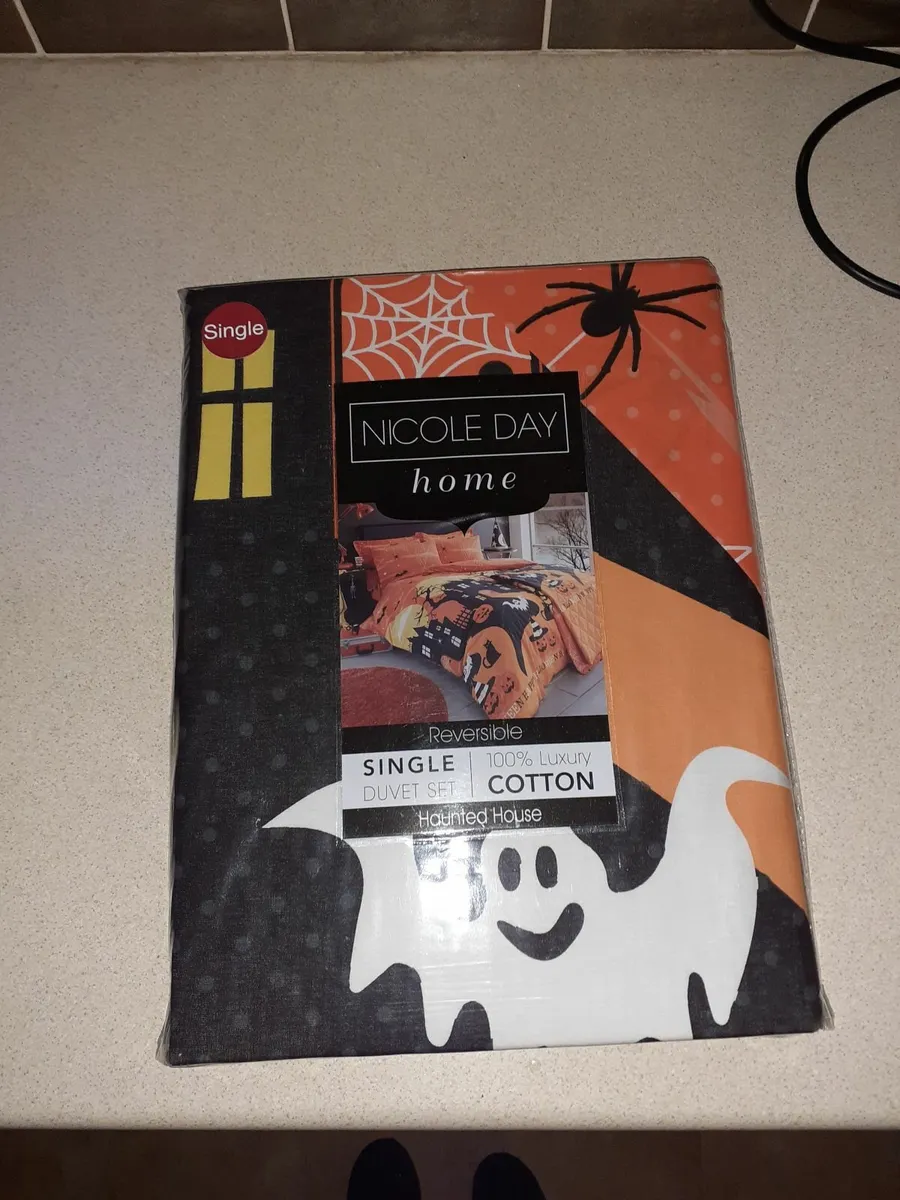 Single
NICOLE DAY
home
Reversible
SINGLE
DUVET SET
100% Luxury
COTTON
Haunted House